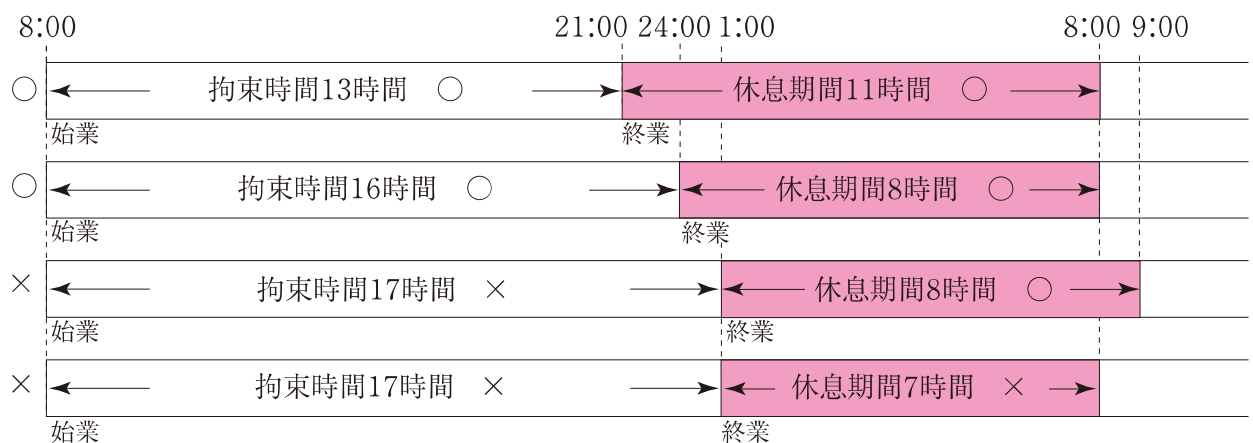 8:00 21:00 24:00 1:00 8:00 9:00
○ 拘束時間13時間 ○ 休息期間11時間 ○
始業 終業
○ 拘束時間16時間 ○ 休息期間8時間 ○
始業 終業
× 拘束時間17時間 × 休息期間8時間 ○
始業 終業
× 拘束時間17時間 × 休息期間7時間 ×
始業 終業